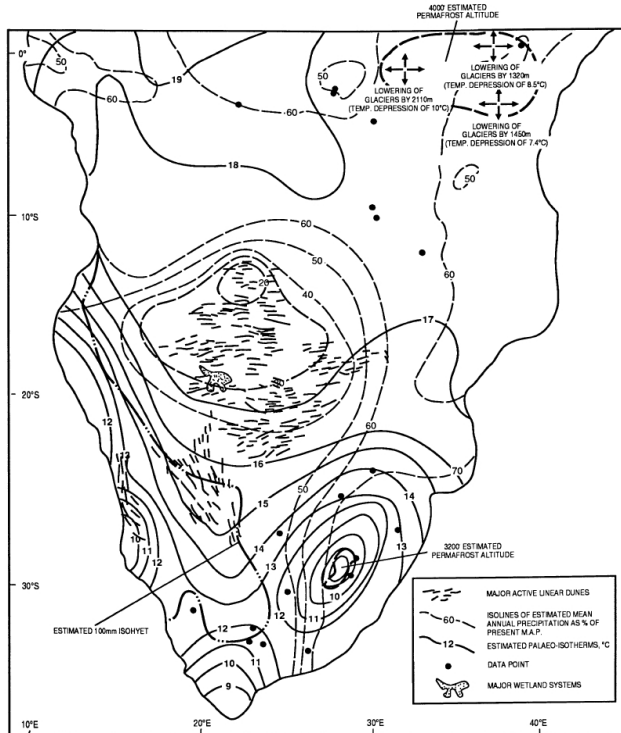 4000' ESTIMATED
PERMAFROST ALTITUDE
0°
50
19
60
50
LOWERING OF
GLACIERS BY 2110m
(TEMP. DEPRESSION OF 10°C)
LOWERING OF
GLACIERS BY 1320m
(TEMP. DEPRESSION OF 8.5°C)
60
LOWERING OF
GLACIERS BY 1450m
(TEMP. DEPRESSION OF 7.4°C)
18
50
10°S
60
50
40
60
20
17
20°S
60
12
16
70
13
50
15
14
14
10
11
12
13
13
3200' ESTIMATED
PERMAFROST ALTITUDE
10
30°S
ESTIMATED 100mm ISOHYET
12
12
11
10
11
9
MAJOR ACTIVE LINEAR DUNES
60
ISOLINES OF ESTIMATED MEAN
ANNUAL PRECIPITATION AS % OF
PRESENT M.A.P.
12
ESTIMATED PALAEO-ISOTHERMS, °C
DATA POINT
MAJOR WETLAND SYSTEMS
10°E
20°E
30°E
40°E